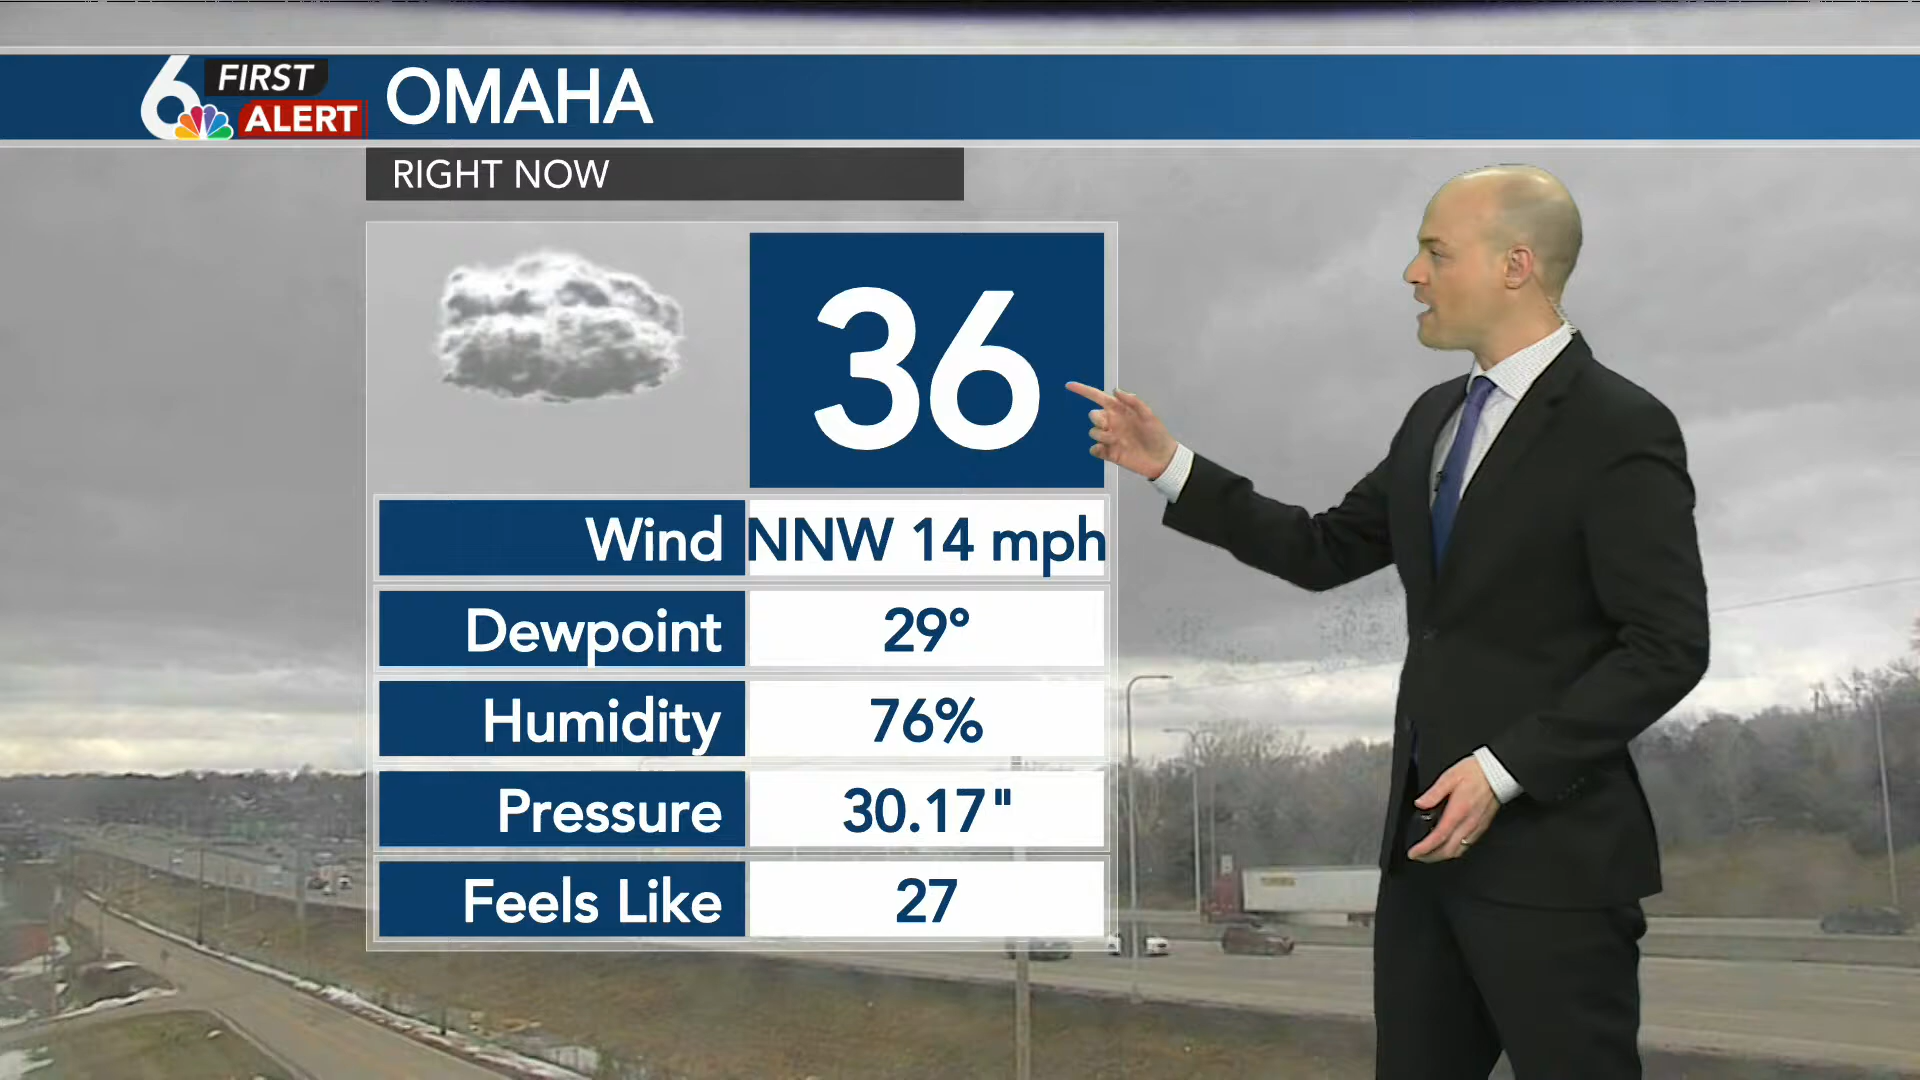 6 FIRST ALERT
OMAHA
RIGHT NOW
36
Wind NNW 14 mph
Dewpoint 29°
Humidity 76%
Pressure 30.17"
Feels Like 27